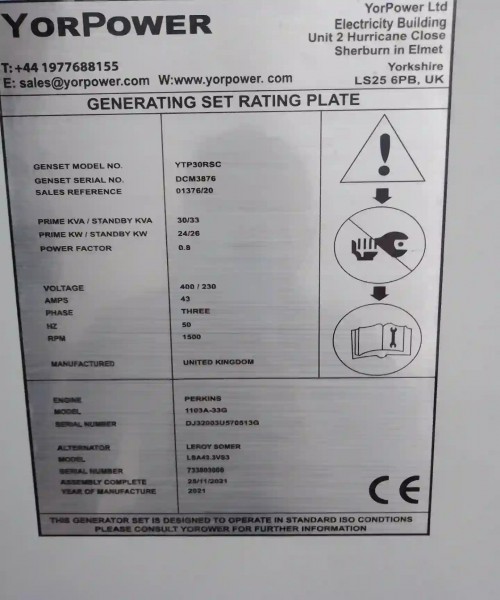 YORPOWER
YorPower Ltd
Electricity Building
Unit 2 Hurricane Close
Sherburn in Elmet
Yorkshire
LS25 6PB, UK
T: +44 1977688155
E: sales@yorpower.com W:www.yorpower. com
GENERATING SET RATING PLATE
GENSET MODEL NO. YTP30RSC
GENSET SERIAL NO. DCM3876
SALES REFERENCE 01376/20
PRIME KVA / STANDBY KVA 30/33
PRIME KW / STANDBY KW 24/26
POWER FACTOR 0.8
VOLTAGE 400 / 230
AMPS 43
PHASE THREE
HZ 50
RPM 1500
MANUFACTURED UNITED KINGDOM
ENGINE PERKINS
MODEL 1103A-33G
SERIAL NUMBER
ALTERNATOR LEROY SOMER
MODEL
SERIAL NUMBER
ASSEMBLY COMPLETE 25/11/2021
YEAR OF MANUFACTURE 2021
CE
THIS GENERATOR SET IS DESIGNED TO OPERATE IN STANDARD ISO CONDTIONS
PLEASE CONSULT YOROWER FOR FURTHER INFORMATION